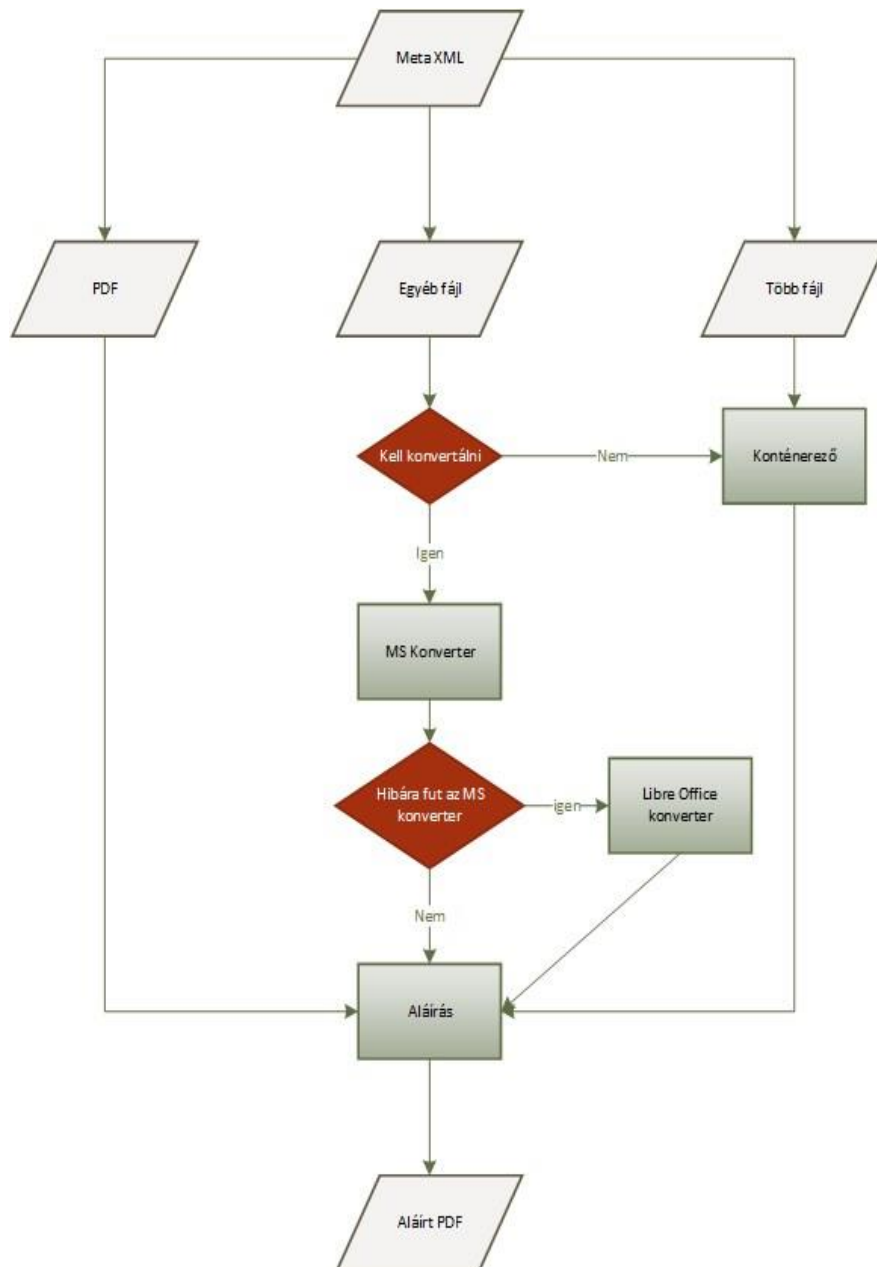 Meta XML
PDF
Egyéb fájl
Több fájl
Kell konvertálni
Nem
Konténerező
Igen
MS Konverter
Hibára fut az MS
konverter
igen
Libre Office
konverter
Nem
Aláírás
Aláírt PDF